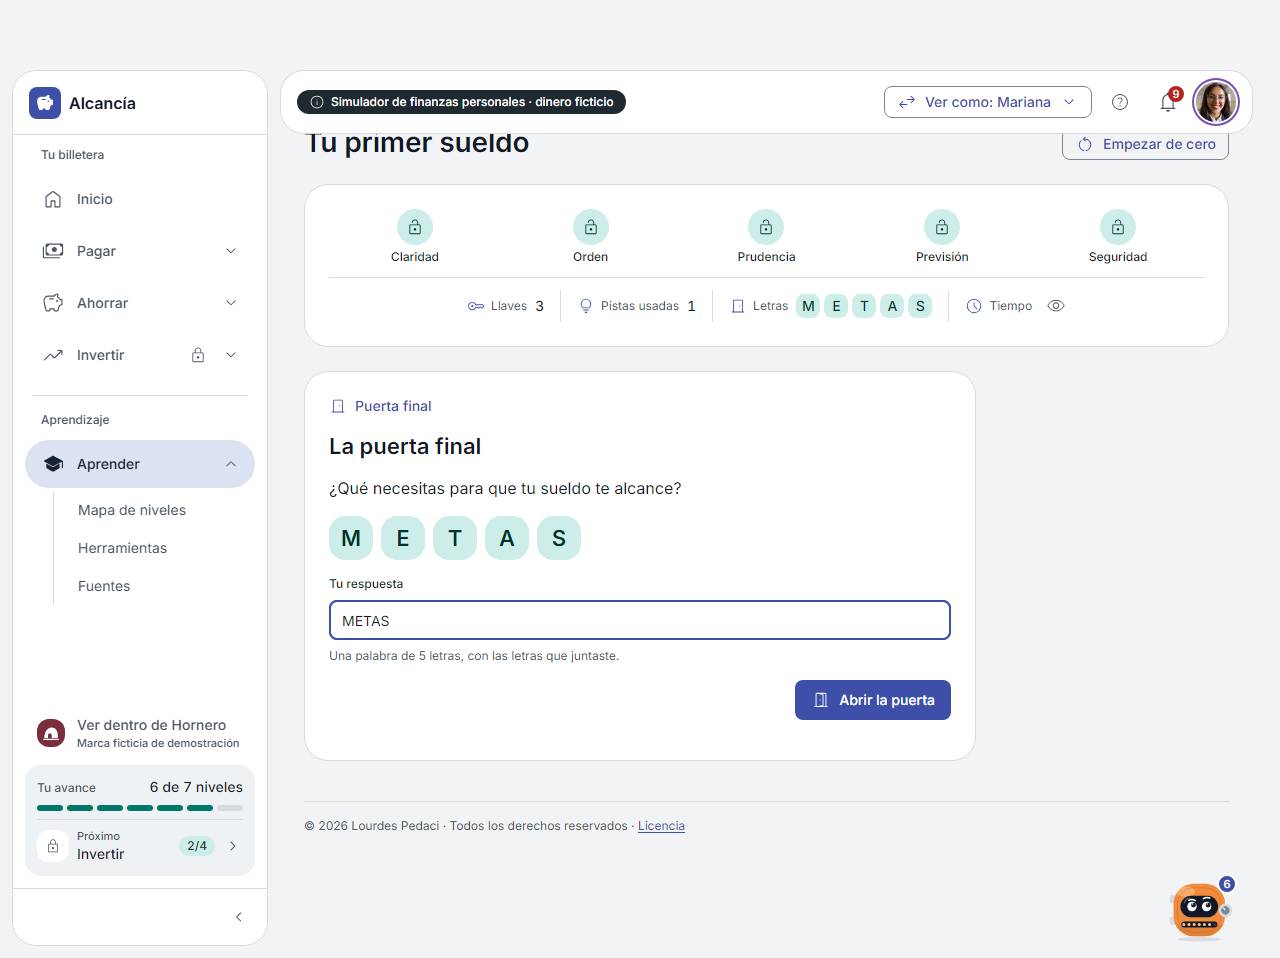 Alcancía
Simulador de finanzas personales · dinero ficticio
Ver como: Mariana
9
Tu billetera
Inicio
Pagar
Ahorrar
Invertir
Aprendizaje
Aprender
Mapa de niveles
Herramientas
Fuentes
Ver dentro de Hornero
Marca ficticia de demostración
Tu avance 6 de 7 niveles
Próximo
Invertir
2/4
Tu primer sueldo
Empezar de cero
Claridad Orden Prudencia Previsión Seguridad
Llaves 3 Pistas usadas 1 Letras M E T A S Tiempo
Puerta final
La puerta final
¿Qué necesitas para que tu sueldo te alcance?
M E T A S
Tu respuesta
METAS
Una palabra de 5 letras, con las letras que juntaste.
Abrir la puerta
© 2026 Lourdes Pedaci · Todos los derechos reservados · Licencia
6